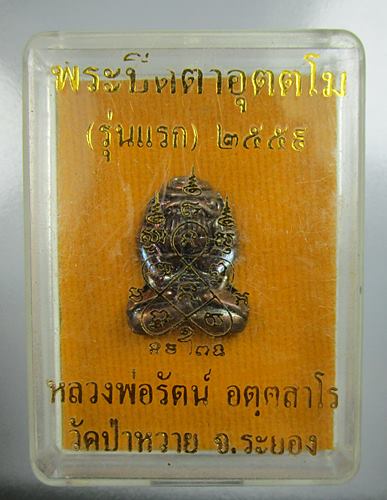 พระปิดตาอุตตโม
(รุ่นแรก) ๒๕๕๕
หลวงพ่อรัตน์ อตฺตสาโร
วัดป่าหวาย จ.ระยอง